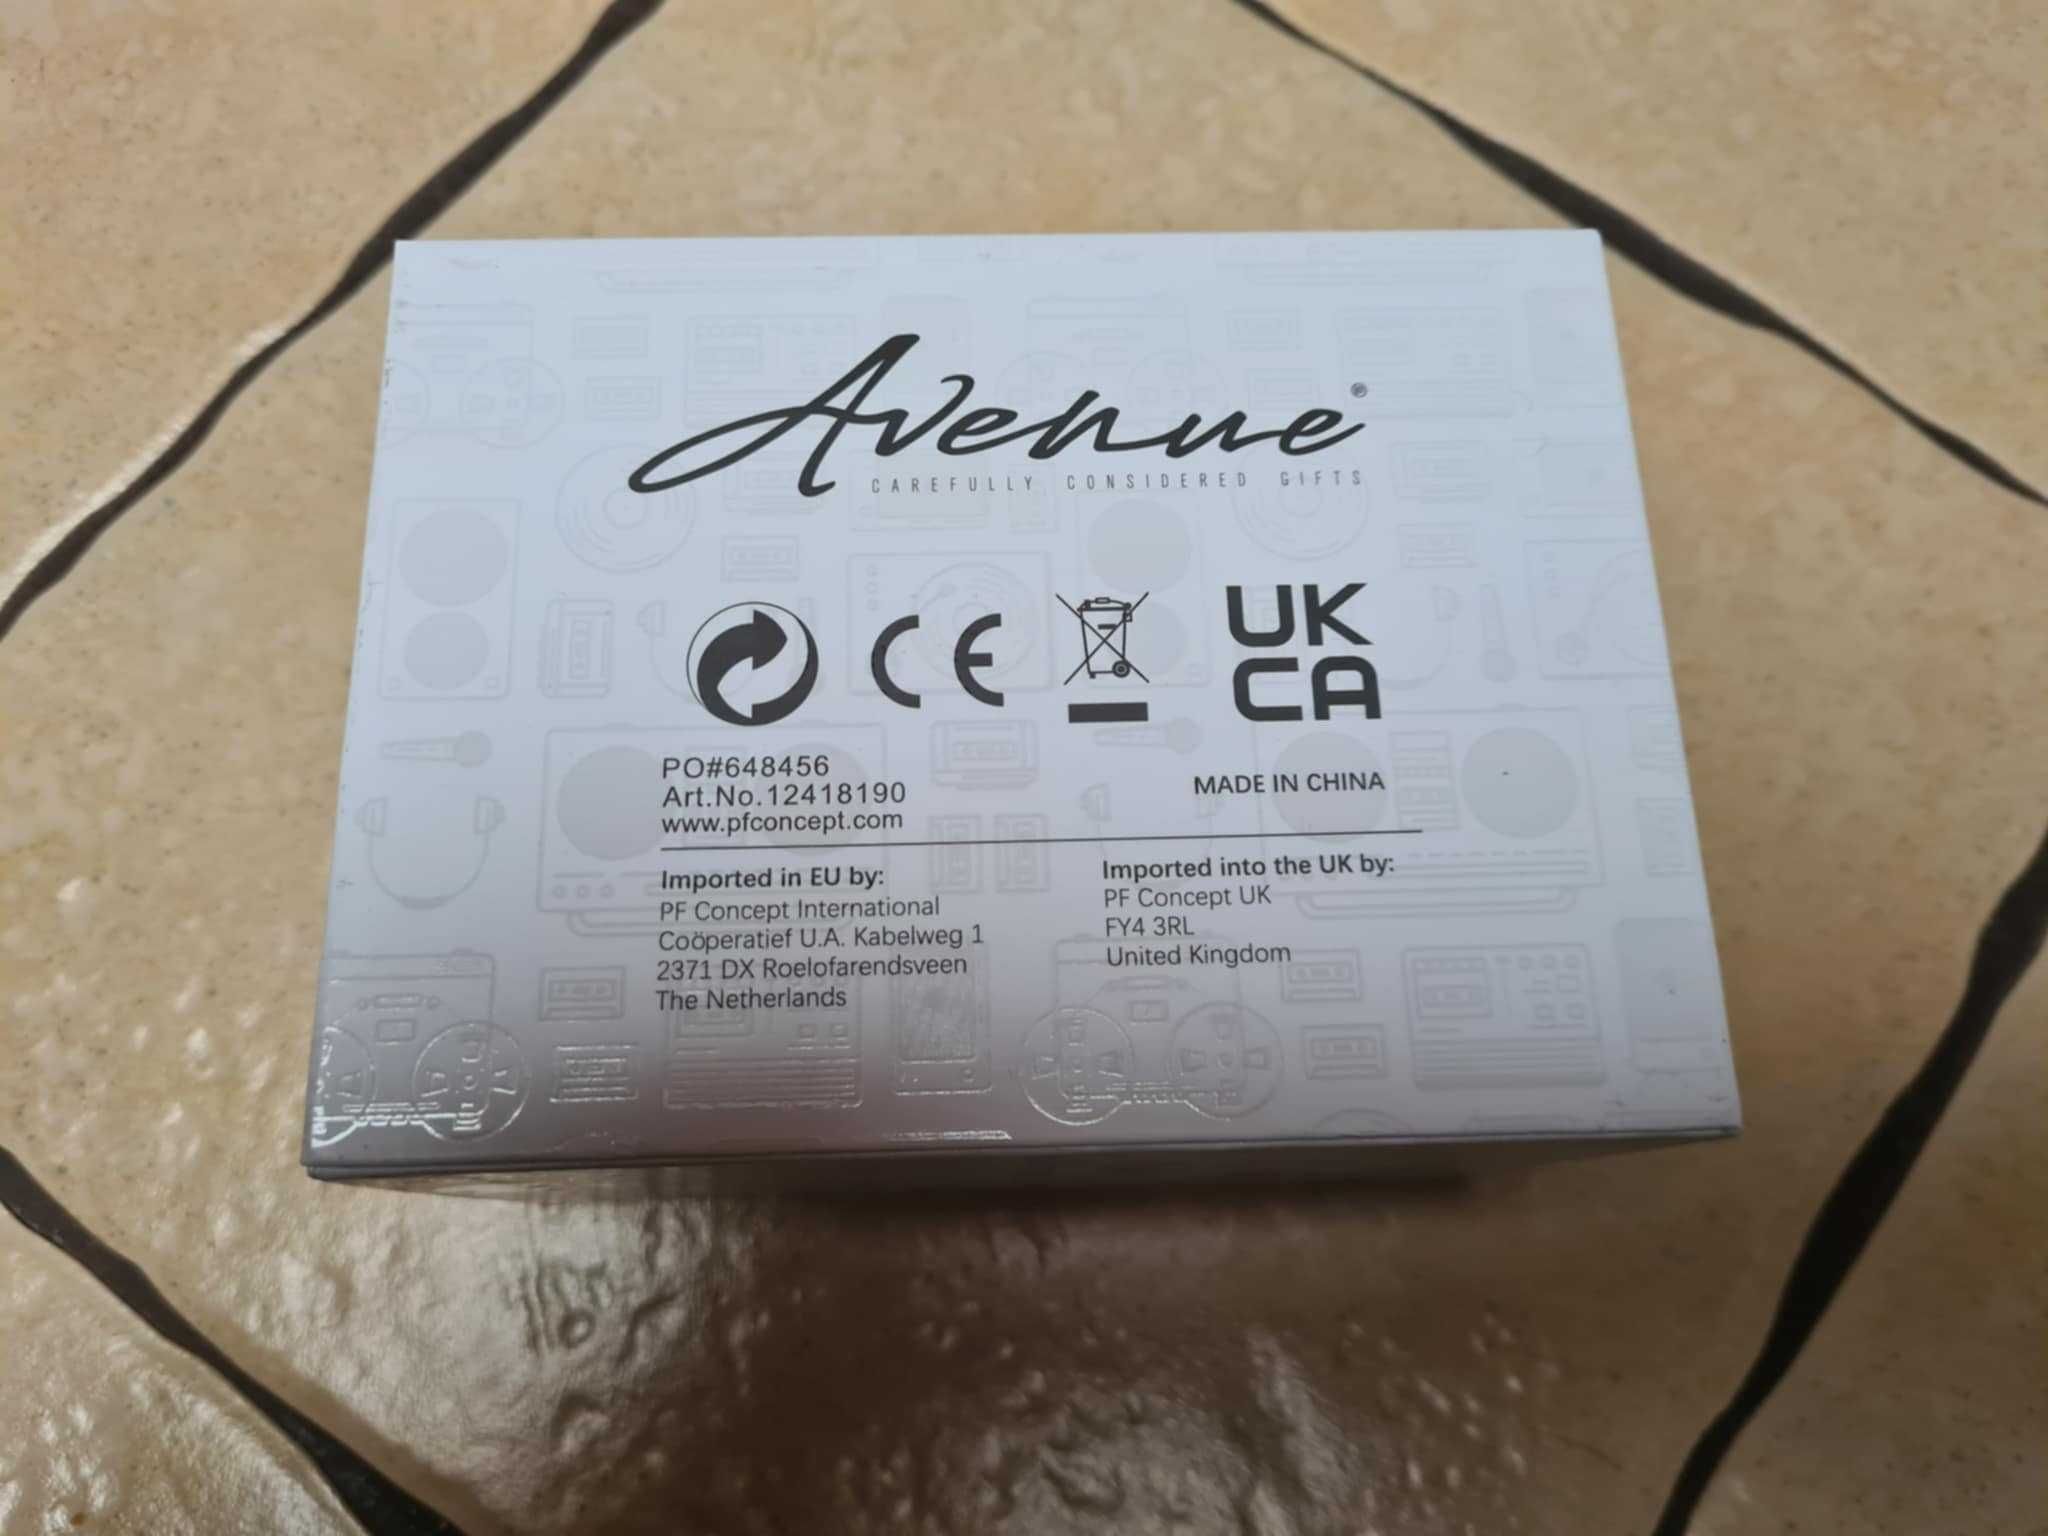 Avenue®
CAREFULLY CONSIDERED GIFTS
CE
UK
CA
PO#648456
Art.No.12418190
www.pfconcept.com
MADE IN CHINA
Imported in EU by:
PF Concept International
Coöperatief U.A. Kabelweg 1
2371 DX Roelofarendsveen
The Netherlands
Imported into the UK by:
PF Concept UK
FY4 3RL
United Kingdom